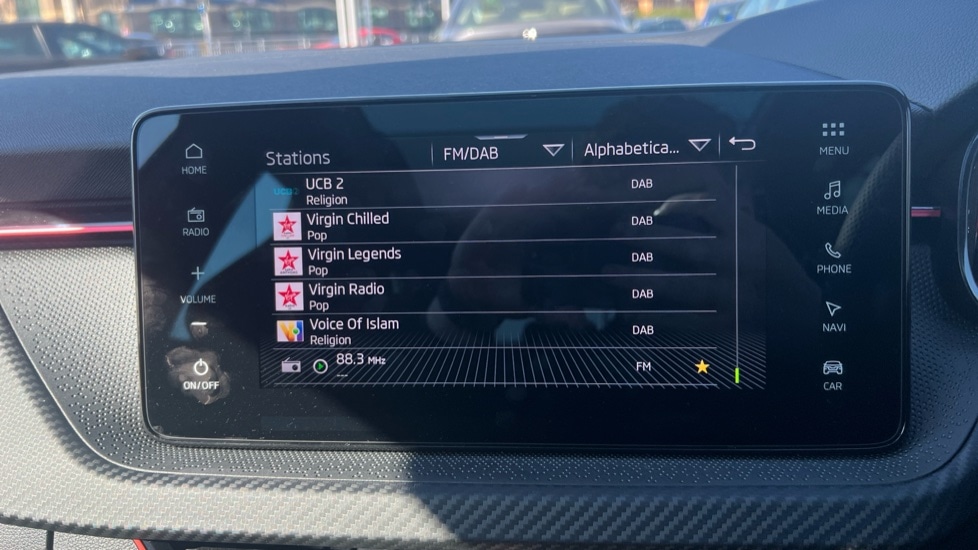 HOME
RADIO
VOLUME
ON/OFF
Stations
FM/DAB
Alphabetica...
UCB 2
Religion
DAB
Virgin Chilled
Pop
DAB
Virgin Legends
Pop
DAB
Virgin Radio
Pop
DAB
Voice Of Islam
Religion
DAB
88.3 MHz
---
FM
MENU
MEDIA
PHONE
NAVI
CAR